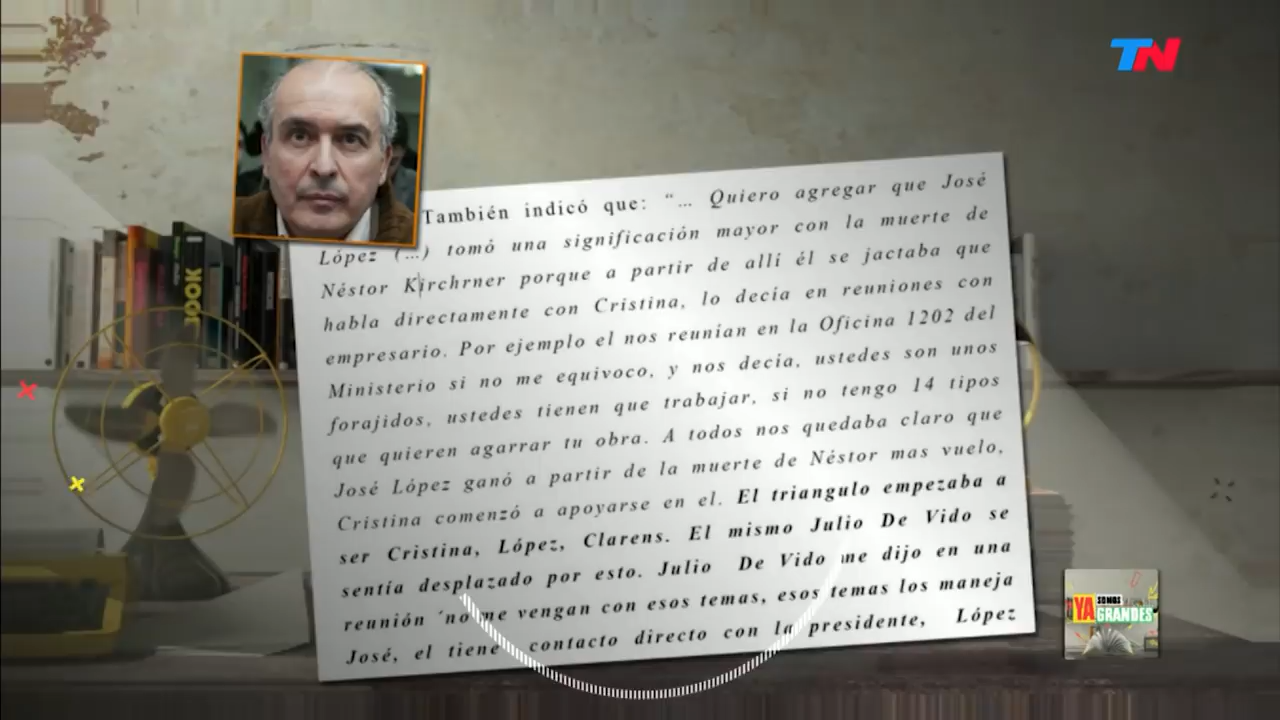 TN
También indicó que: “… Quiero agregar que José
López (…) tomó una significación mayor con la muerte de
Néstor Kirchrner porque a partir de allí él se jactaba que
habla directamente con Cristina, lo decía en reuniones con
empresario. Por ejemplo el nos reunían en la Oficina 1202 del
Ministerio si no me equivoco, y nos decía, ustedes son unos
forajidos, ustedes tienen que trabajar, si no tengo 14 tipos
que quieren agarrar tu obra. A todos nos quedaba claro que
José López ganó a partir de la muerte de Néstor mas vuelo,
Cristina comenzó a apoyarse en el. El triangulo empezaba a
ser Cristina, López, Clarens. El mismo Julio De Vido se
sentía desplazado por esto. Julio De Vido me dijo en una
reunión ´no me vengan con esos temas, esos temas los maneja
José, el tiene contacto directo con la presidente, López
BOOK
YA SOMOS
GRANDES